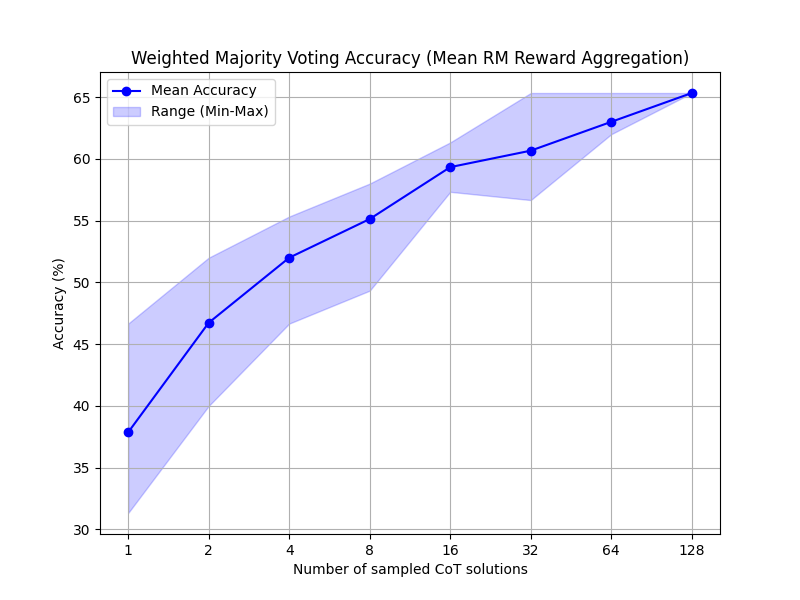 Weighted Majority Voting Accuracy (Mean RM Reward Aggregation)
Mean Accuracy
Range (Min-Max)
65
60
55
50
45
40
35
30
Accuracy (%)
1 2 4 8 16 32 64 128
Number of sampled CoT solutions